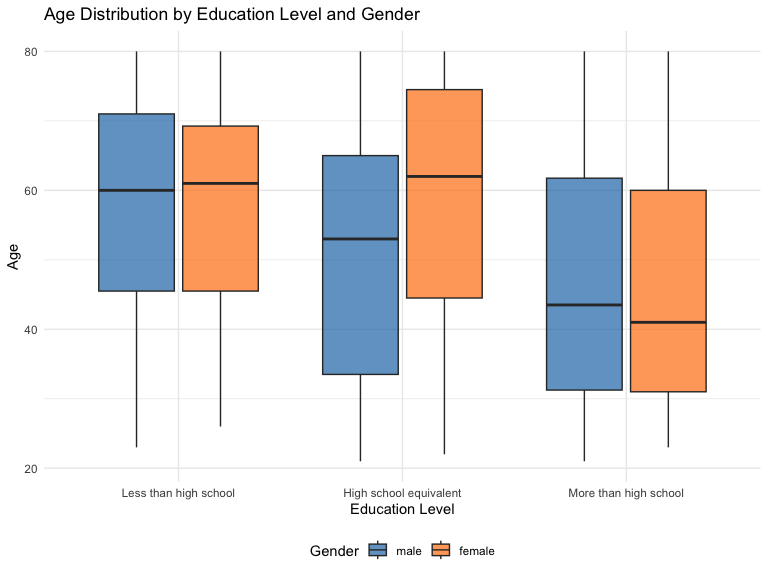 Age Distribution by Education Level and Gender
80
60
40
20
Age
Less than high school High school equivalent More than high school
Education Level
Gender male female